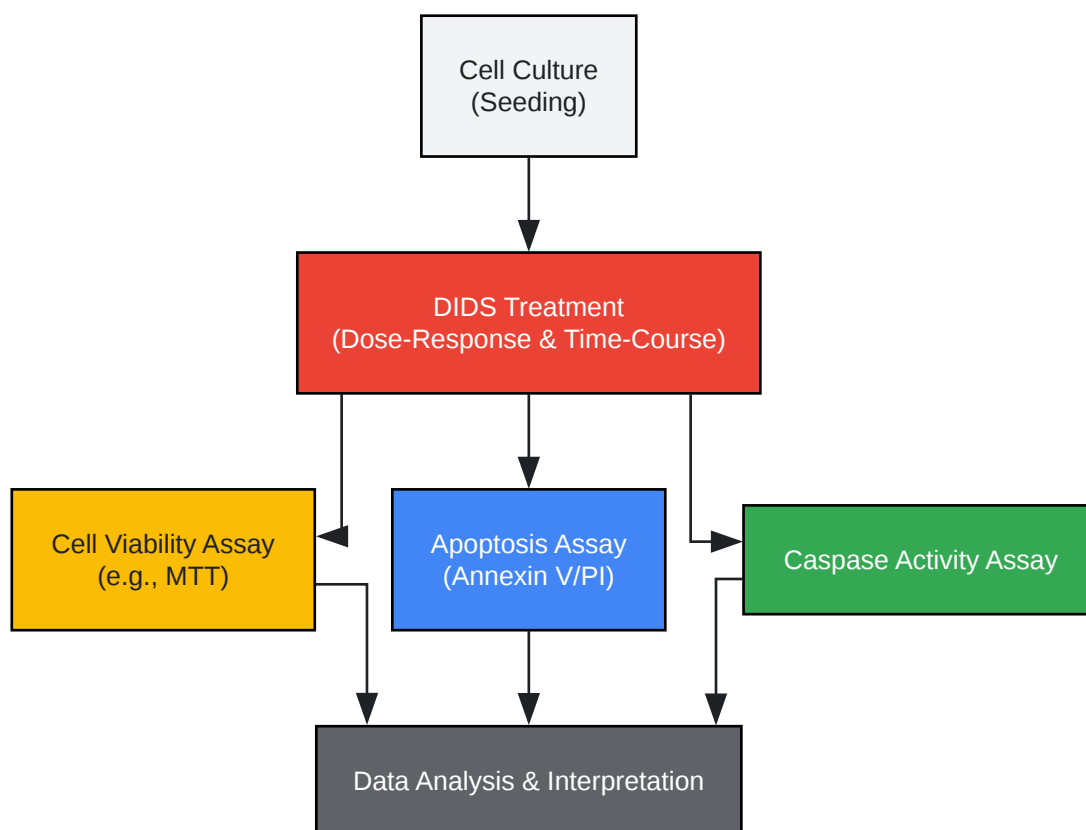 Cell Culture
(Seeding)
DIDS Treatment
(Dose-Response & Time-Course)
Cell Viability Assay
(e.g., MTT)
Apoptosis Assay
(Annexin V/PI)
Caspase Activity Assay
Data Analysis & Interpretation